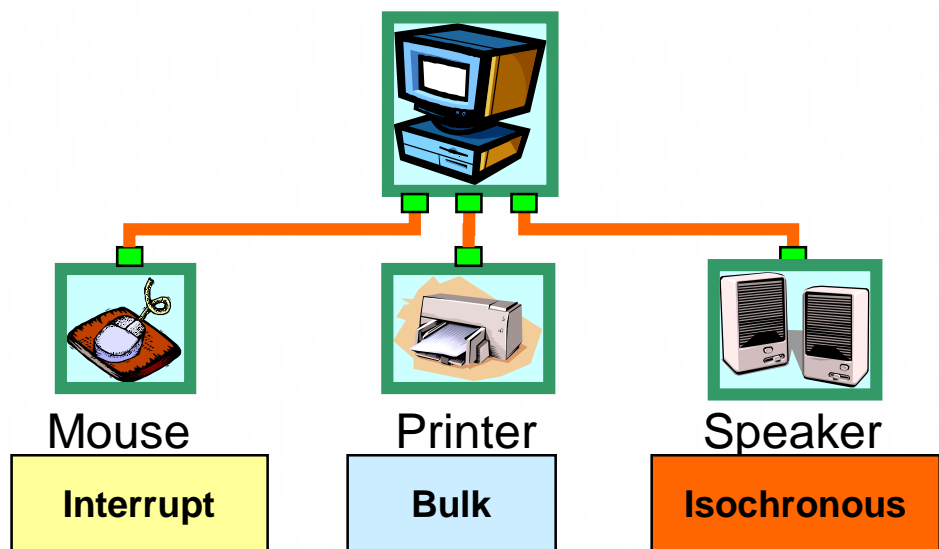 Mouse
Printer
Speaker
Interrupt
Bulk
Isochronous